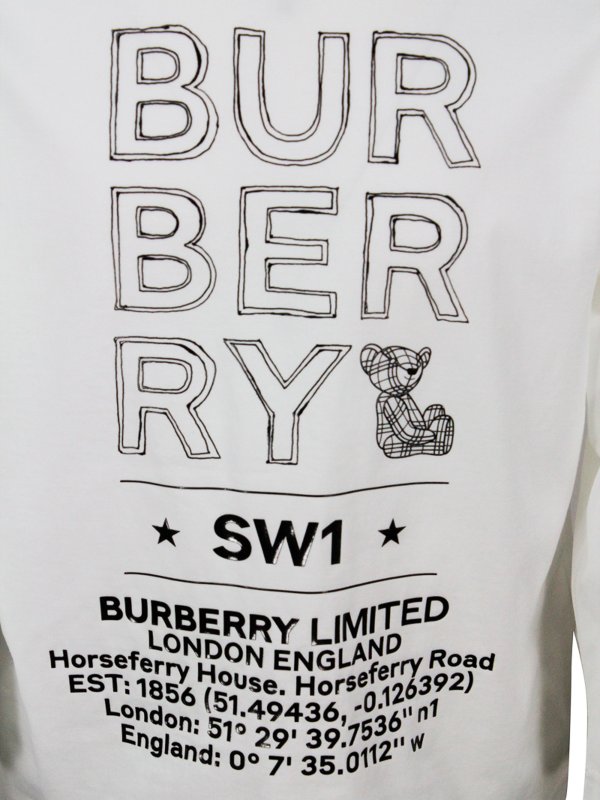 BUR
BER
RY
★ SW1 ★
BURBERRY LIMITED
LONDON ENGLAND
Horseferry House. Horseferry Road
EST: 1856 (51.49436, -0.126392)
London: 51° 29' 39.7536'' n1
England: 0° 7' 35.0112'' w